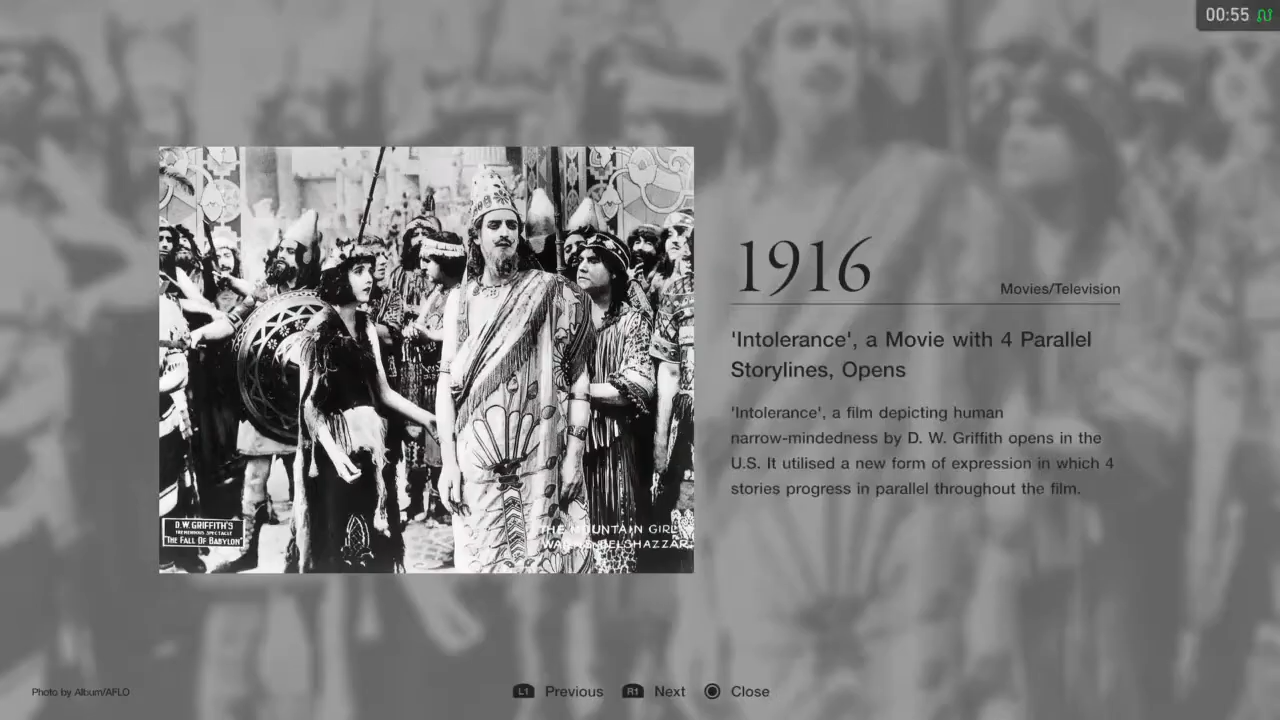 00:55
1916
Movies/Television
'Intolerance', a Movie with 4 Parallel
Storylines, Opens
'Intolerance', a film depicting human
narrow-mindedness by D. W. Griffith opens in the
U.S. It utilised a new form of expression in which 4
stories progress in parallel throughout the film.
D.W. GRIFFITH'S
SPECTACLE
"THE FALL OF BABYLON"
THE MOUNTAIN GIRL
BELSHAZZAR
Photo by Album/AFLO
L1 Previous R1 Next Close